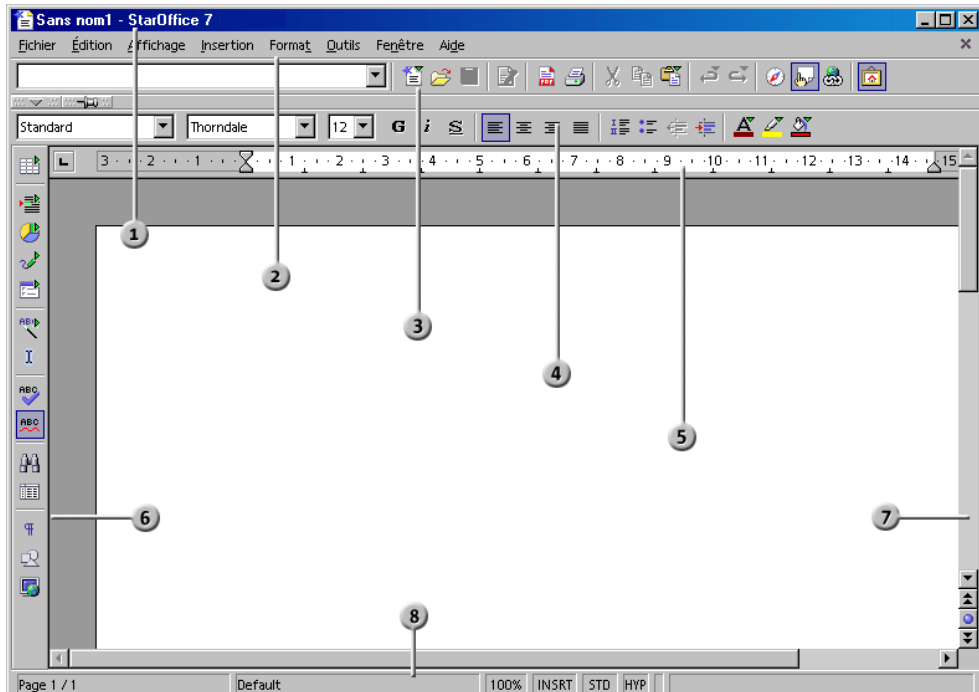 Sans nom1 - StarOffice 7
Fichier Édition Affichage Insertion Format Outils Fenêtre Aide
Standard Thorndale 12 G i S
3 2 1 1 2 3 4 5 6 7 8 9 10 11 12 13 14 15
1
2
3
4
5
6
7
8
Page 1 / 1 Default 100% INSRT STD HYP